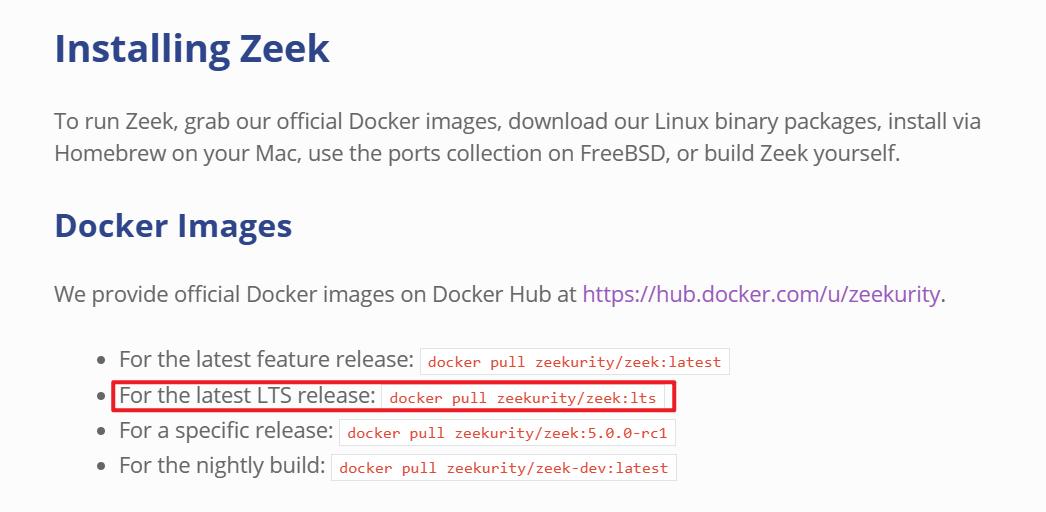 Installing Zeek
To run Zeek, grab our official Docker images, download our Linux binary packages, install via
Homebrew on your Mac, use the ports collection on FreeBSD, or build Zeek yourself.
Docker Images
We provide official Docker images on Docker Hub at https://hub.docker.com/u/zeekurity.
For the latest feature release: docker pull zeekurity/zeek:latest
For the latest LTS release: docker pull zeekurity/zeek:lts
For a specific release: docker pull zeekurity/zeek:5.0.0-rc1
For the nightly build: docker pull zeekurity/zeek-dev:latest